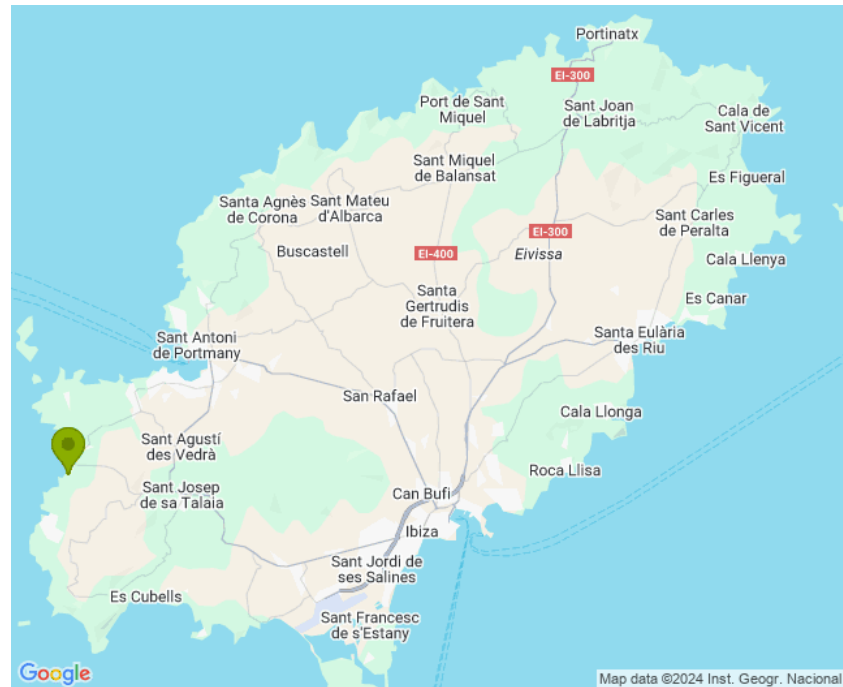 Portinatx
EI-300
Port de Sant
Miquel
Sant Joan
de Labritja
Cala de
Sant Vicent
Sant Miquel
de Balansat
Es Figueral
Santa Agnès
de Corona
Sant Mateu
d'Albarca
Sant Carles
de Peralta
EI-300
Buscastell
EI-400
Eivissa
Cala Llenya
Santa
Gertrudis
de Fruitera
Es Canar
Sant Antoni
de Portmany
Santa Eulària
des Riu
San Rafael
Cala Llonga
Sant Agustí
des Vedrà
Roca Llisa
Sant Josep
de sa Talaia
Can Bufi
Ibiza
Sant Jordi de
ses Salines
Es Cubells
Sant Francesc
de s'Estany
Google
Map data ©2024 Inst. Geogr. Nacional